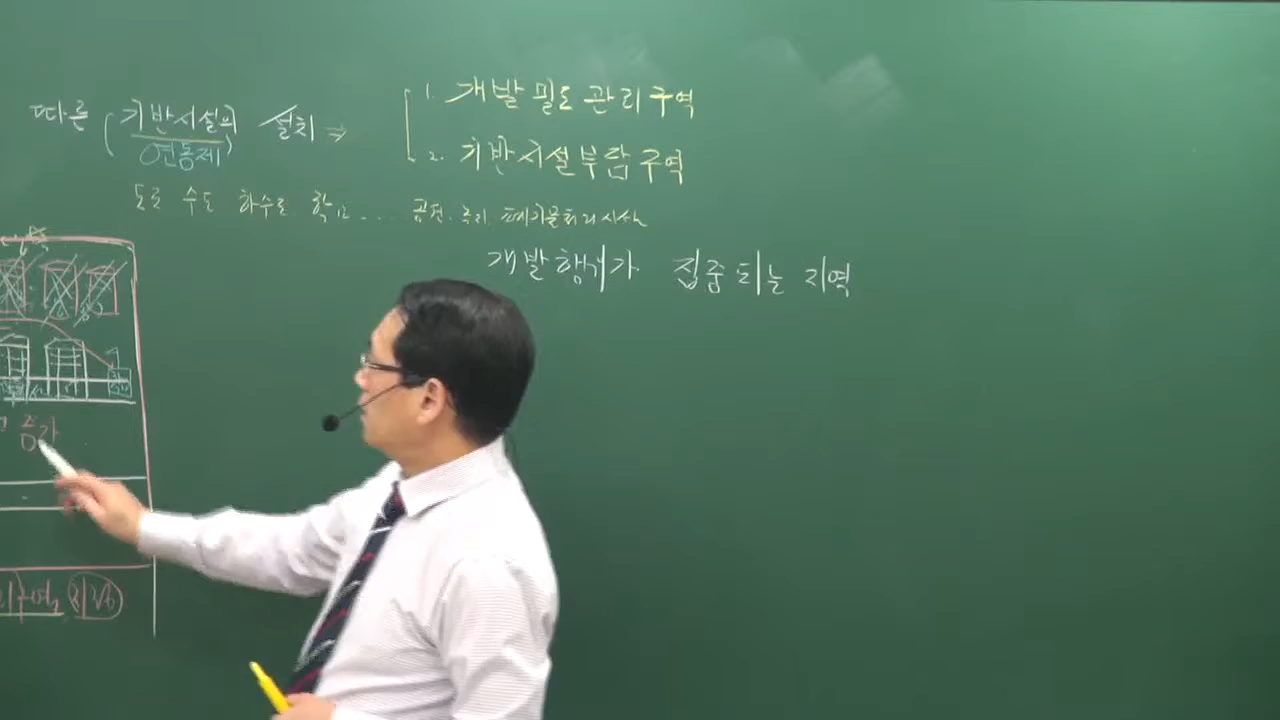 1. 개발밀도관리구역
따른 (기반시설의 설치 ⇒
연동제)
2. 기반시설부담구역
도로 수도 하수도 학교 .... 공원. 녹지. 폐기물처리시설
개발행위가 집중되는 지역
증가